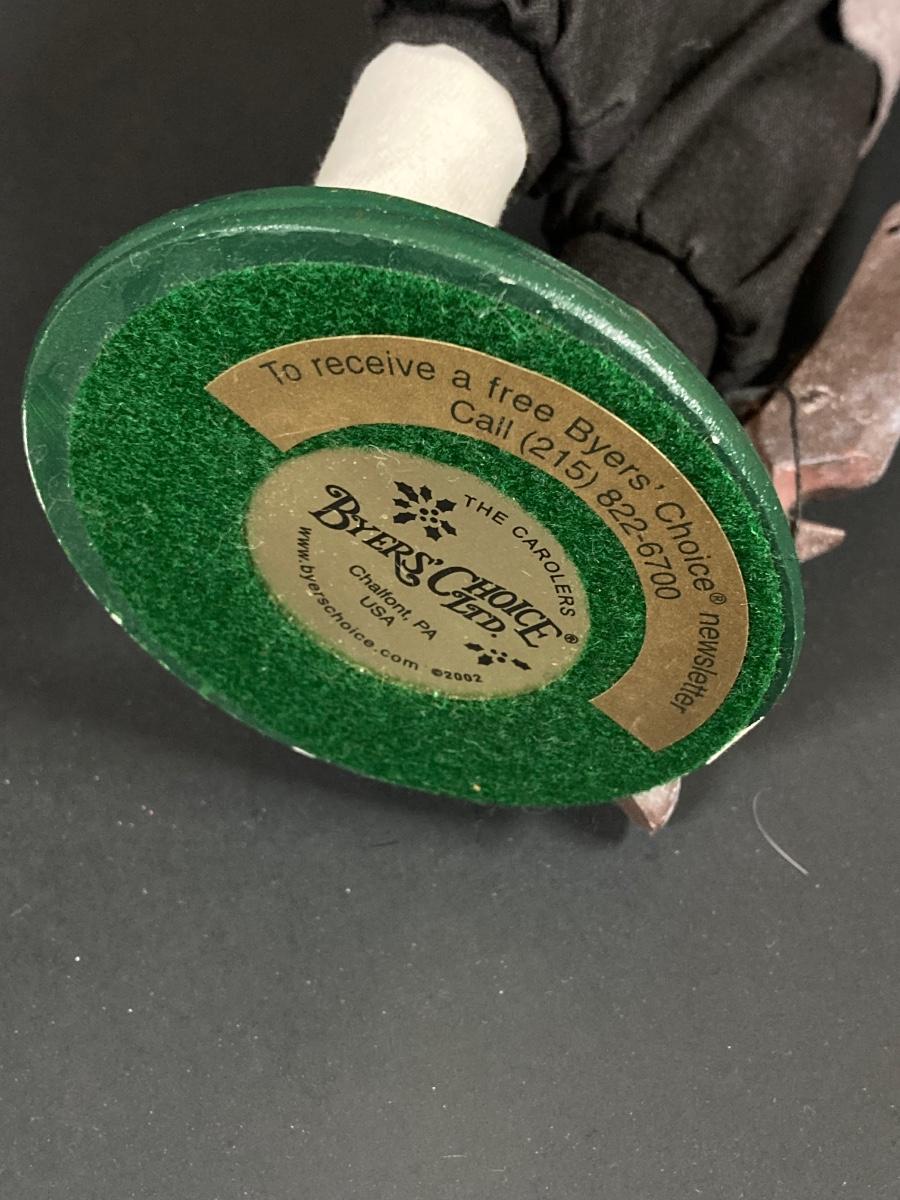 To receive a free Byers' Choice® newsletter
Call (215) 822-6700
THE CAROLERS®
BYERS' CHOICE
LTD.
Chalfont, PA
USA
www.byerschoice.com ©2002